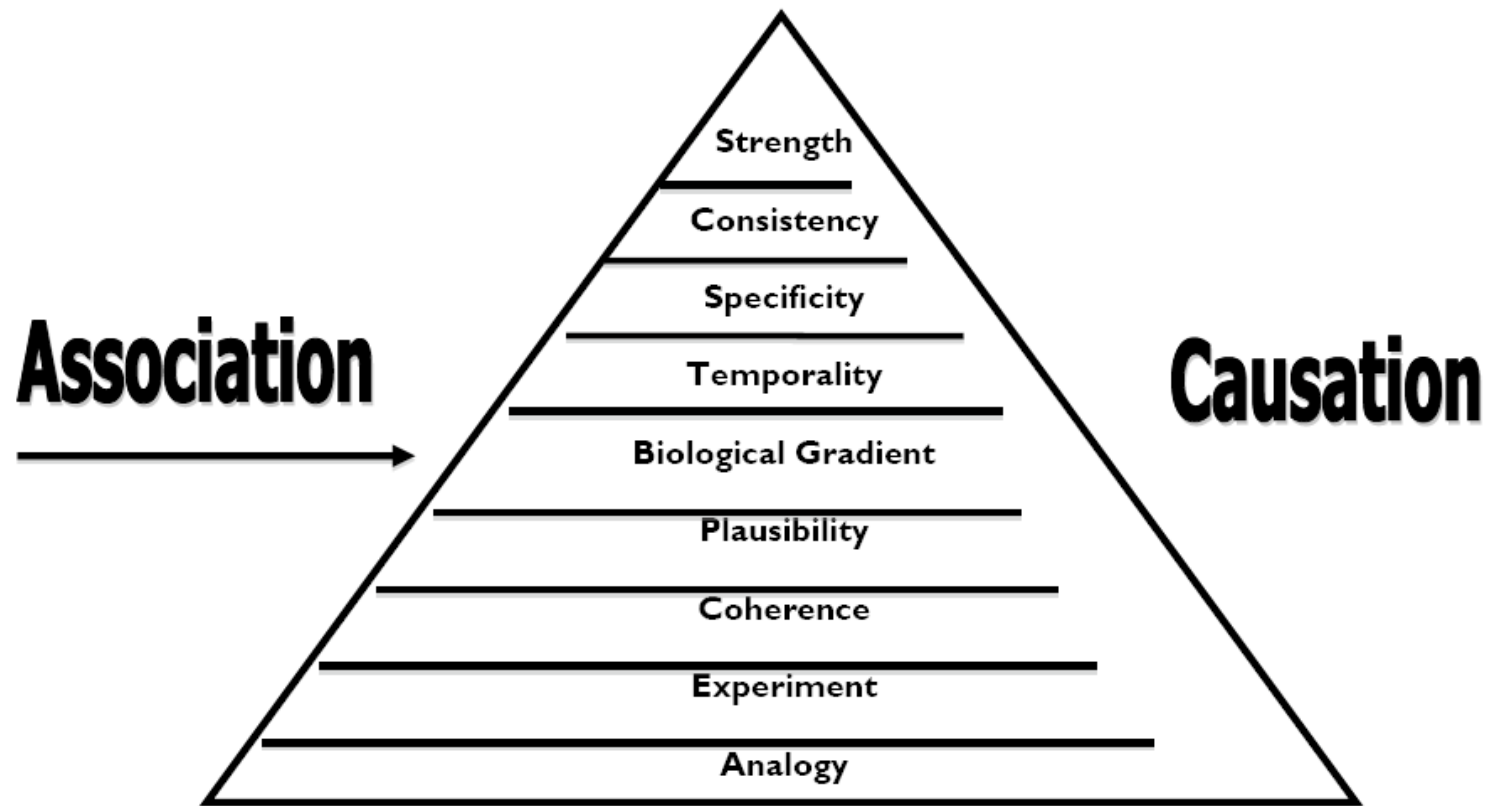 Strength
Consistency
Specificity
Temporality
Biological Gradient
Plausibility
Coherence
Experiment
Analogy
Association
Causation